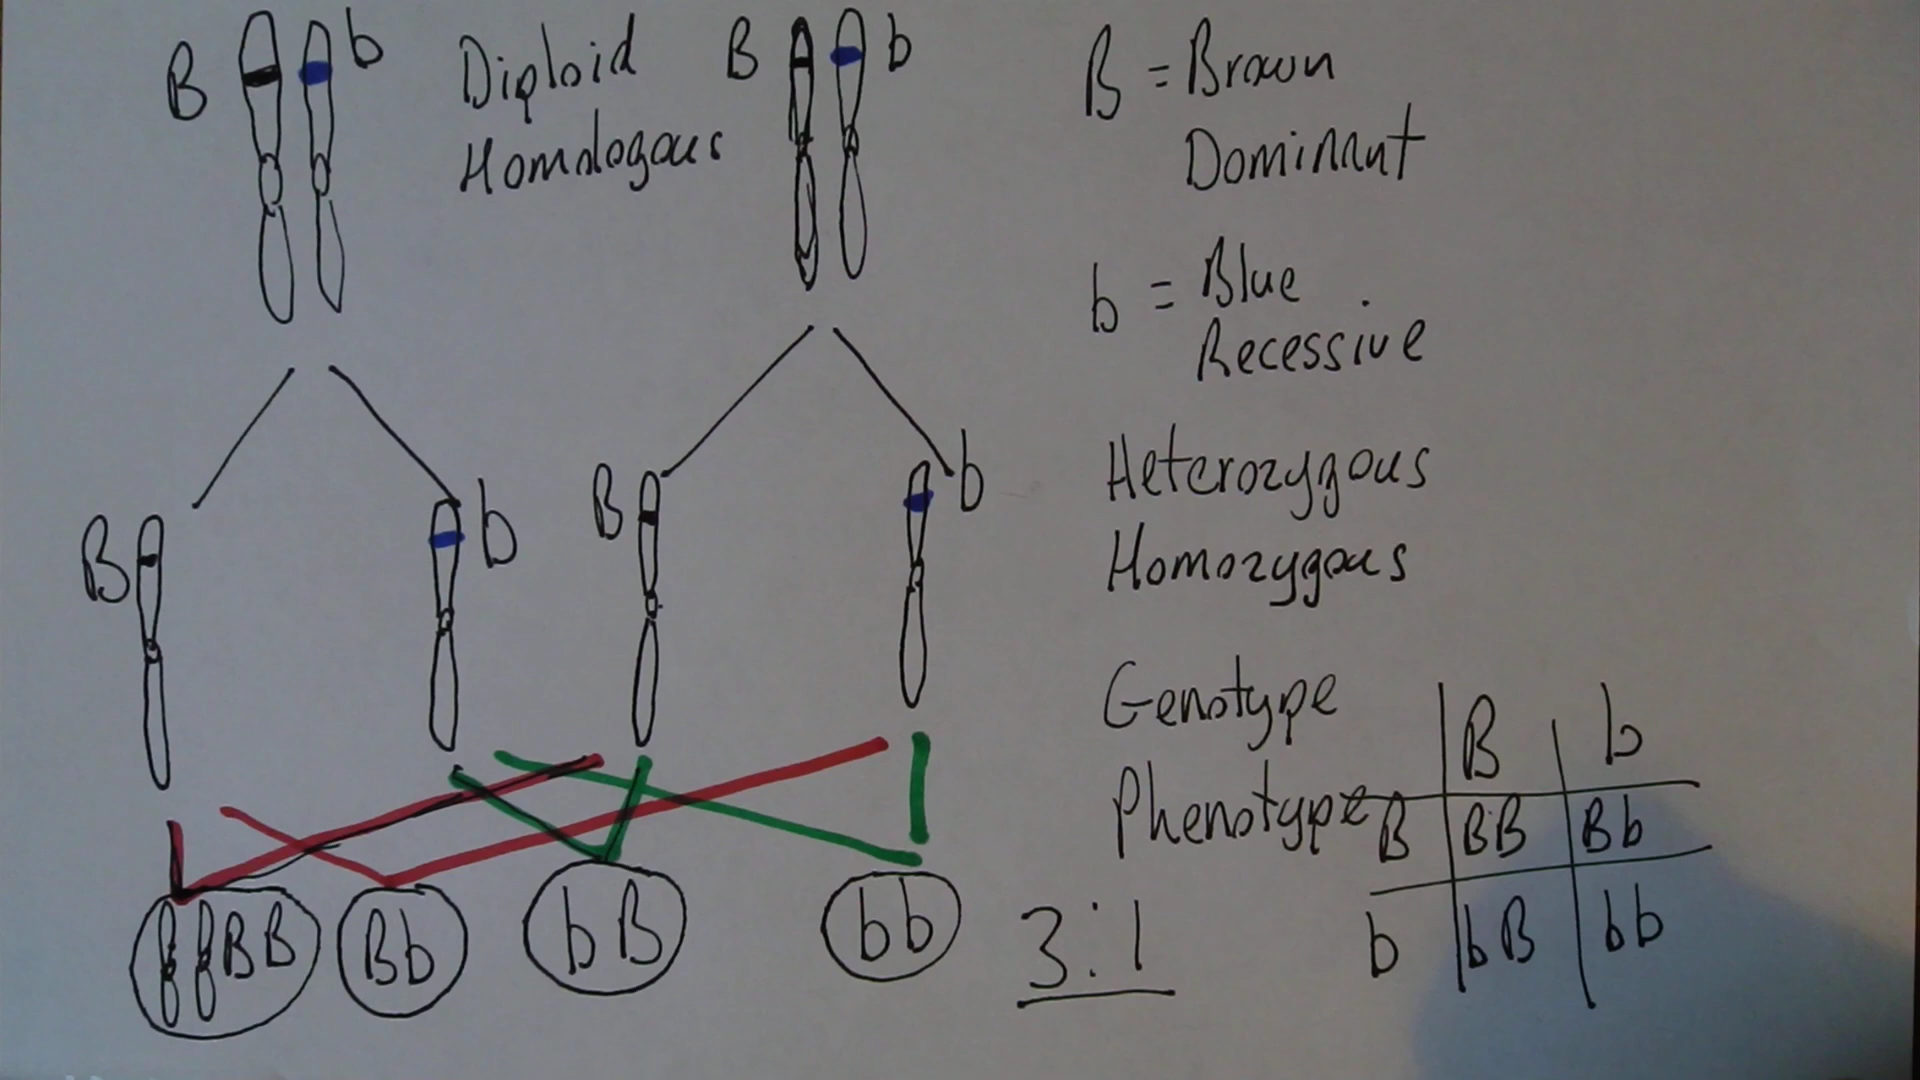 B b Diploid B b
Homologous
B = Brown
Dominant
b = Blue
Recessive
B b B b
Heterozygous
Homozygous
Genotype
Phenotype
BB Bb bB bb
3:1
B b
B BB Bb
b bB bb